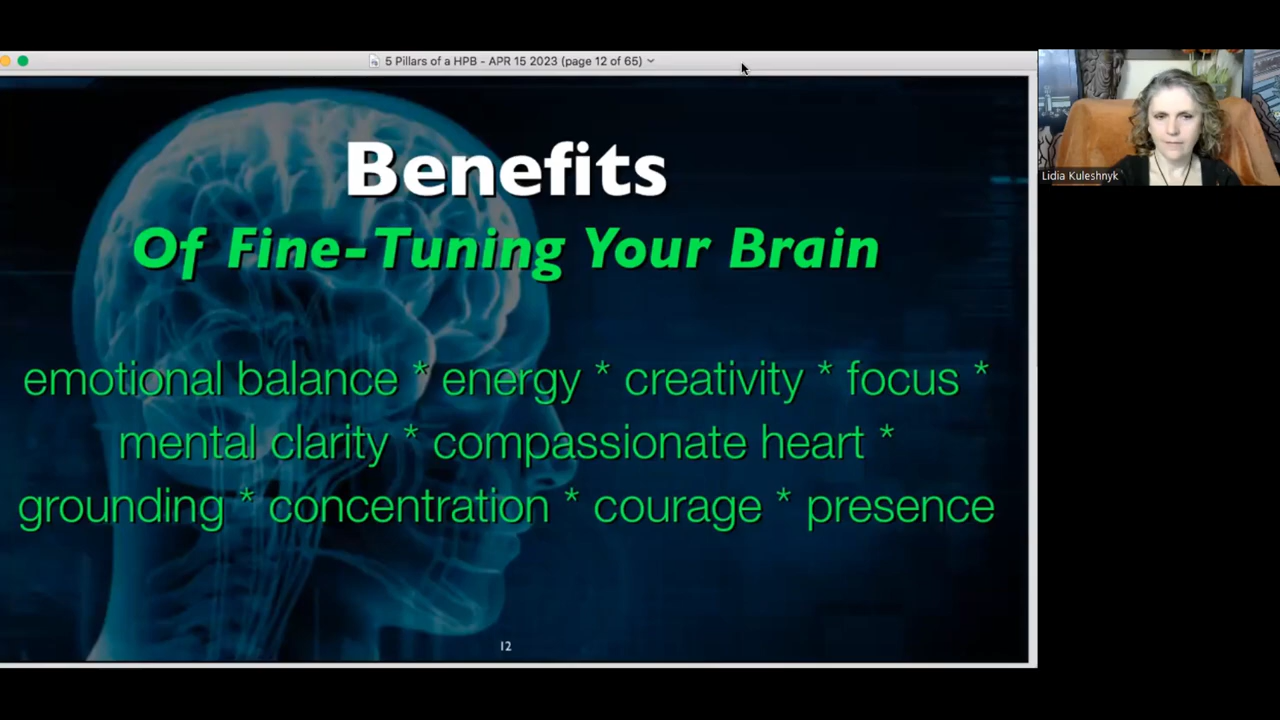 5 Pillars of a HPB - APR 15 2023 (page 12 of 65)
Benefits
Of Fine-Tuning Your Brain
emotional balance * energy * creativity * focus *
mental clarity * compassionate heart *
grounding * concentration * courage * presence
12
Lidia Kuleshnyk